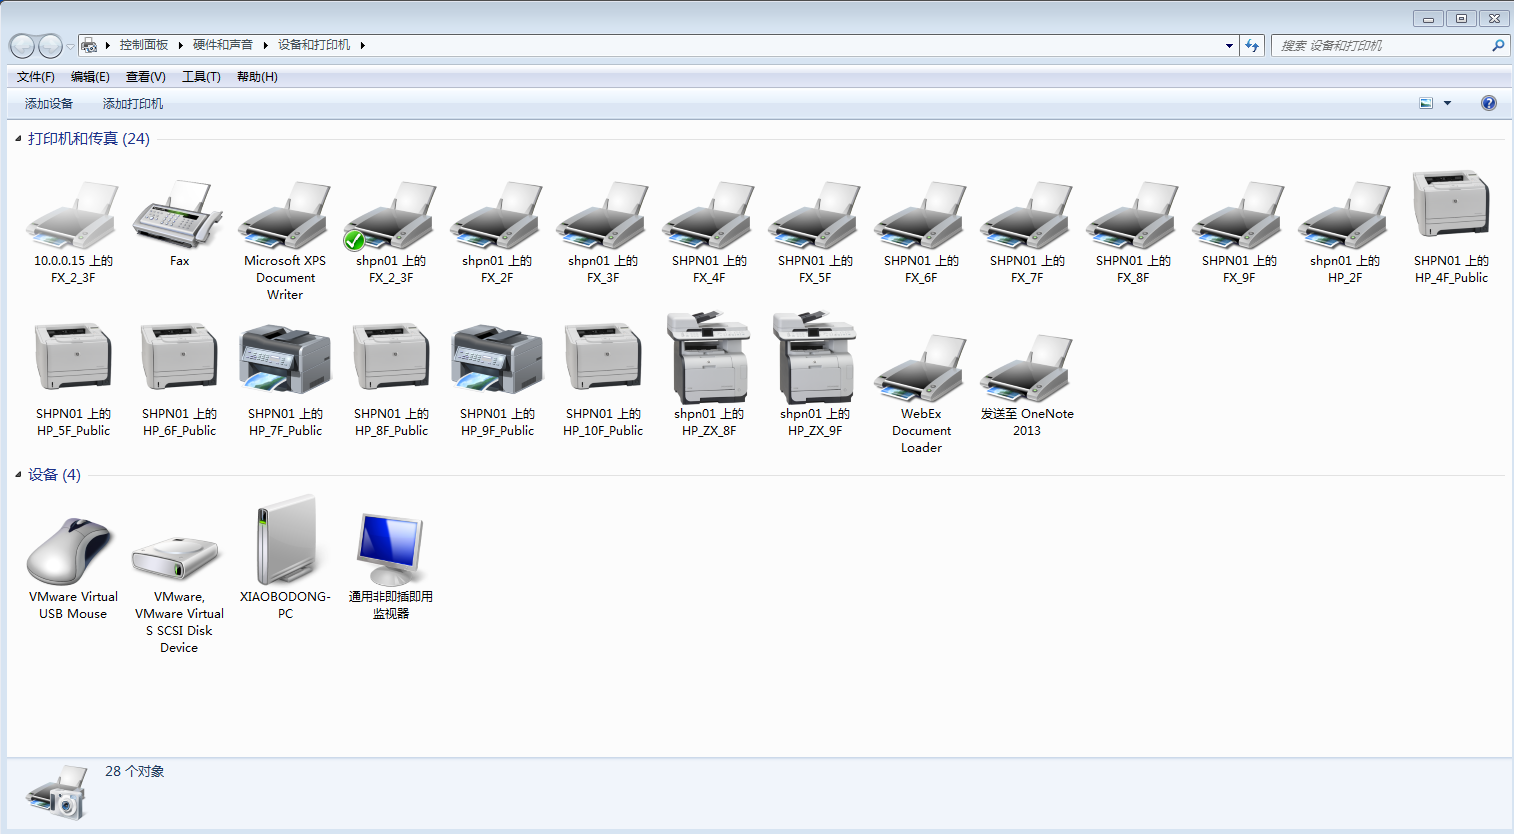 控制面板 硬件和声音 设备和打印机
搜索 设备和打印机
文件(F) 编辑(E) 查看(V) 工具(T) 帮助(H)
添加设备 添加打印机
打印机和传真 (24)
10.0.0.15 上的
FX_2_3F
Fax
Microsoft XPS
Document
Writer
shpn01 上的
FX_2_3F
shpn01 上的
FX_2F
shpn01 上的
FX_3F
SHPN01 上的
FX_4F
SHPN01 上的
FX_5F
SHPN01 上的
FX_6F
SHPN01 上的
FX_7F
SHPN01 上的
FX_8F
SHPN01 上的
FX_9F
shpn01 上的
HP_2F
SHPN01 上的
HP_4F_Public
SHPN01 上的
HP_5F_Public
SHPN01 上的
HP_6F_Public
SHPN01 上的
HP_7F_Public
SHPN01 上的
HP_8F_Public
SHPN01 上的
HP_9F_Public
SHPN01 上的
HP_10F_Public
shpn01 上的
HP_ZX_8F
shpn01 上的
HP_ZX_9F
WebEx
Document
Loader
发送至 OneNote
2013
设备 (4)
VMware Virtual
USB Mouse
VMware,
VMware Virtual
S SCSI Disk
Device
XIAOBODONG-
PC
通用非即插即用
监视器
28 个对象